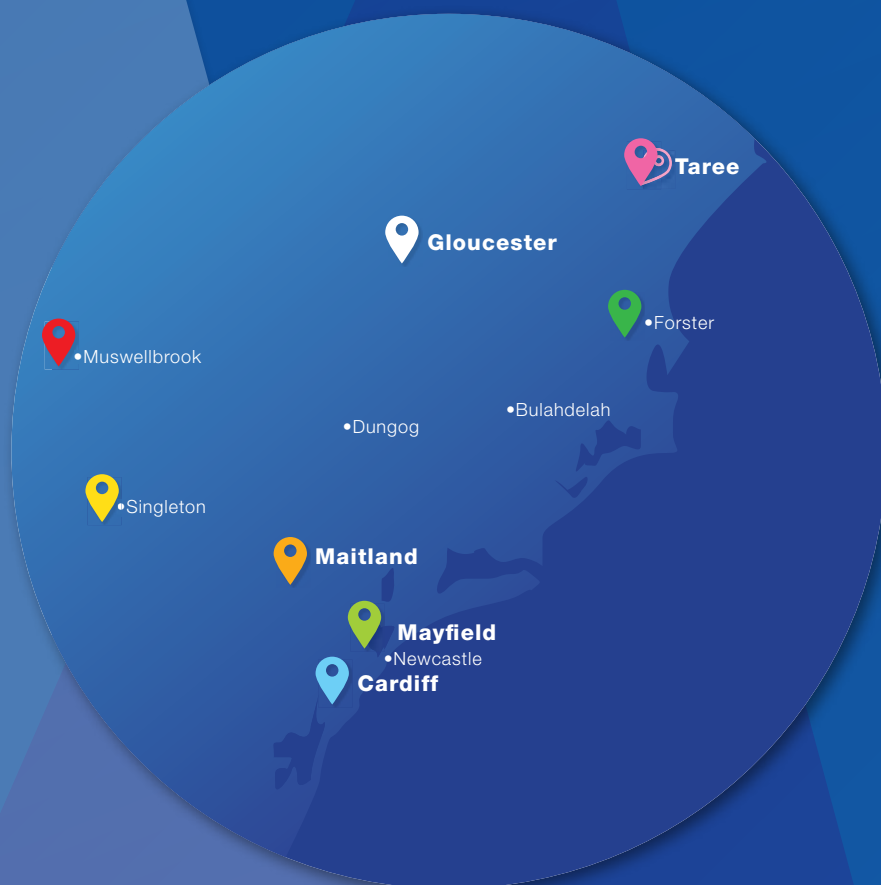 Taree
Gloucester
•Forster
•Muswellbrook
•Bulahdelah
•Dungog
•Singleton
Maitland
Mayfield
•Newcastle
Cardiff